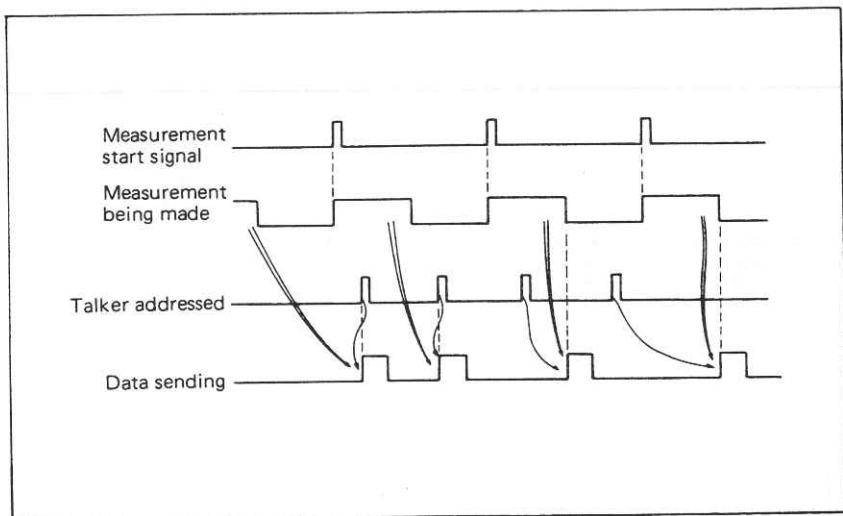 Measurement
start signal
Measurement
being made
Talker addressed
Data sending